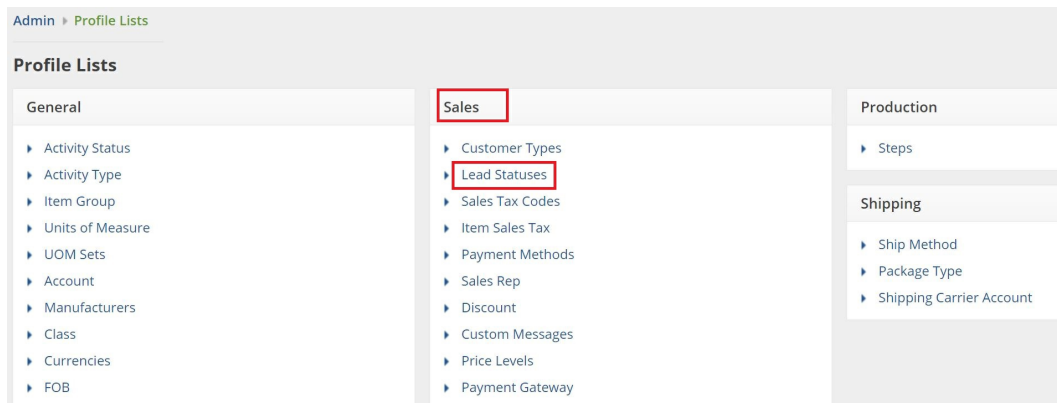 Admin Profile Lists
Profile Lists
General
Activity Status
Activity Type
Item Group
Units of Measure
UOM Sets
Account
Manufacturers
Class
Currencies
FOB
Sales
Customer Types
Lead Statuses
Sales Tax Codes
Item Sales Tax
Payment Methods
Sales Rep
Discount
Custom Messages
Price Levels
Payment Gateway
Production
Steps
Shipping
Ship Method
Package Type
Shipping Carrier Account